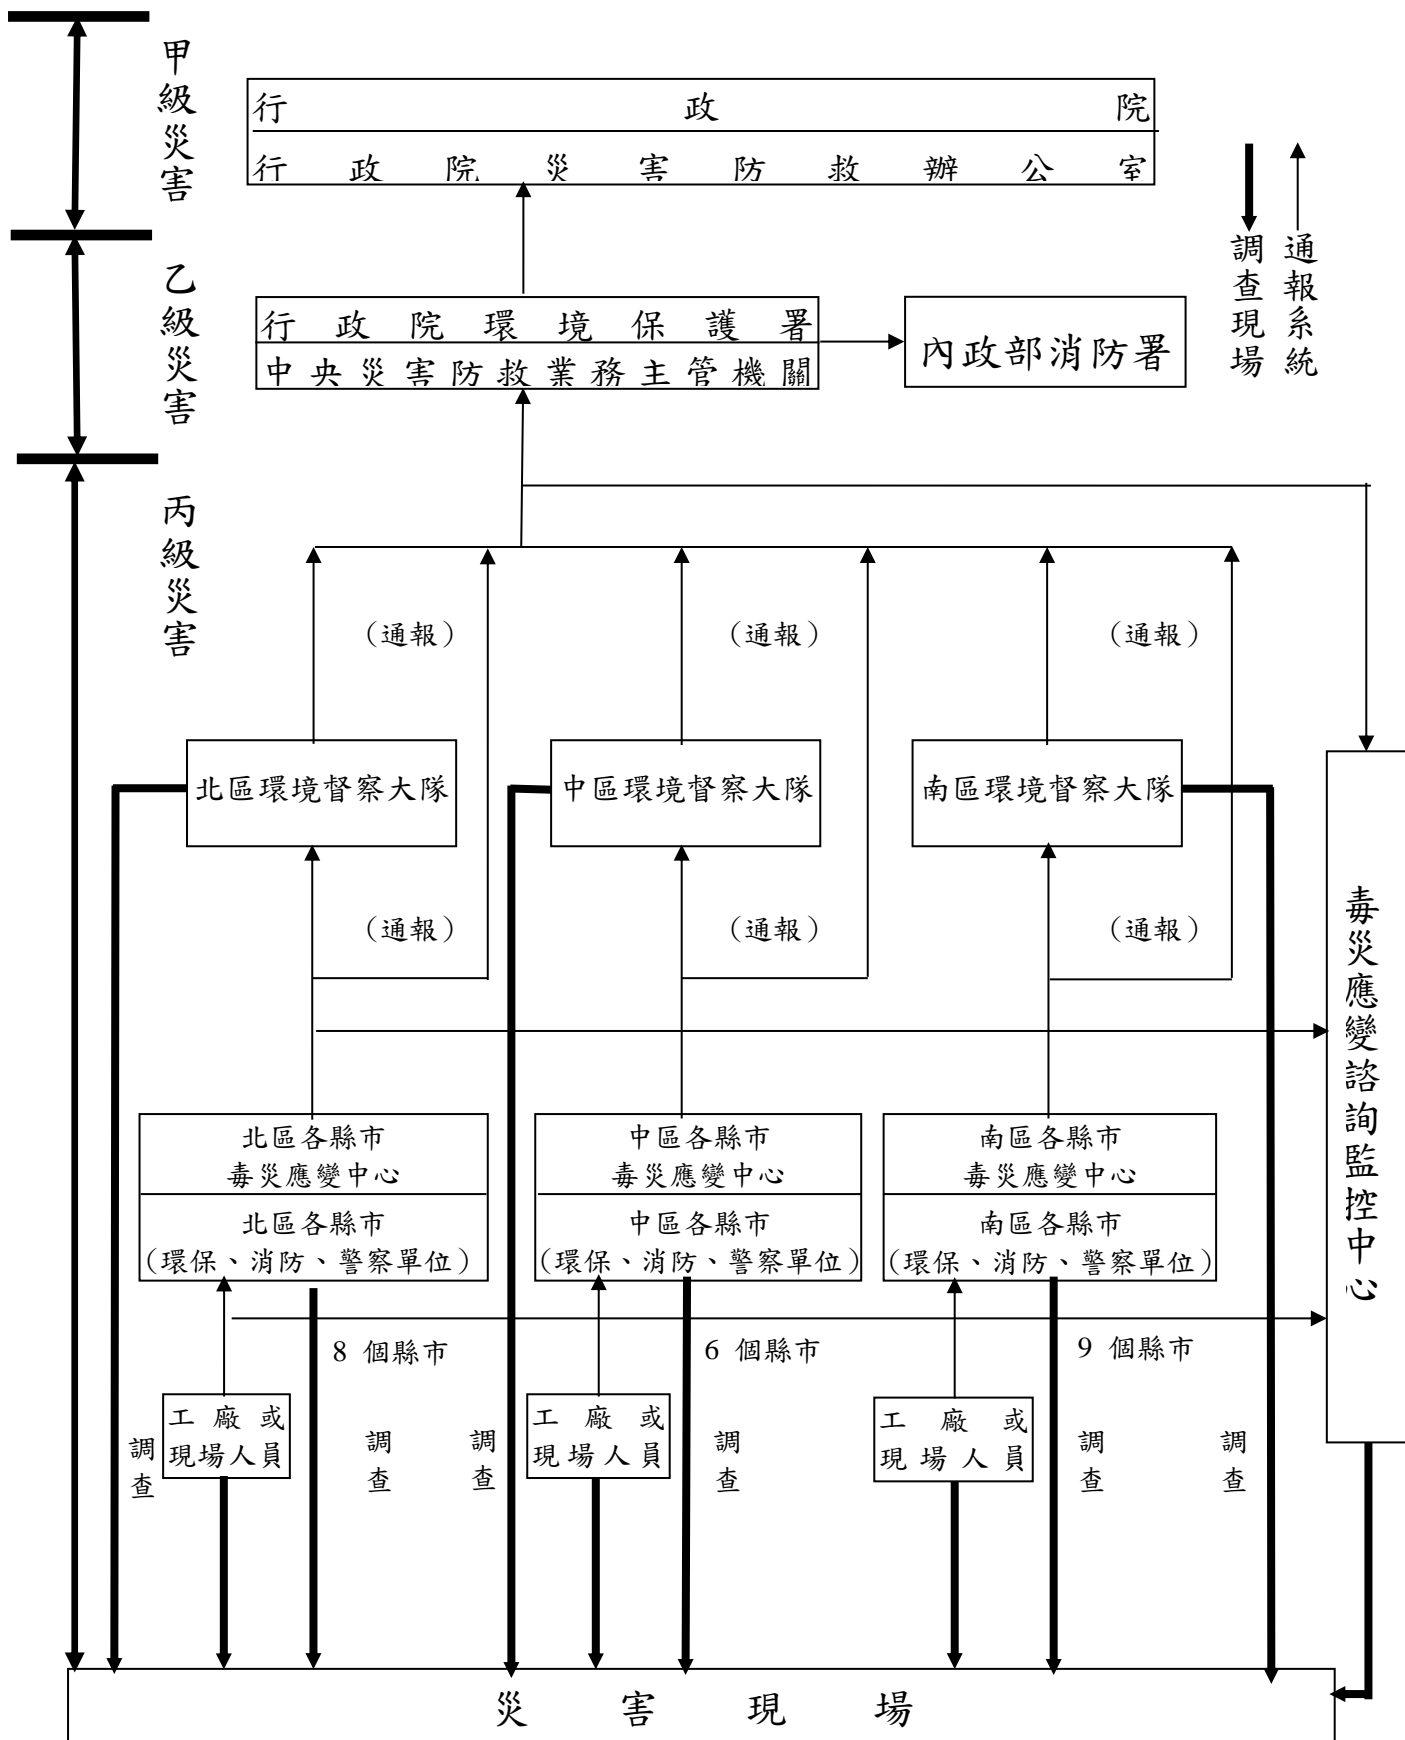 甲級災害
行政院
行政院災害防救辦公室
調查現場
通報系統
乙級災害
行政院環境保護署
中央災害防救業務主管機關
內政部消防署
丙級災害
（通報）
（通報）
（通報）
北區環境督察大隊
中區環境督察大隊
南區環境督察大隊
毒災應變諮詢監控中心
（通報）
（通報）
（通報）
北區各縣市
毒災應變中心
北區各縣市
（環保、消防、警察單位）
中區各縣市
毒災應變中心
中區各縣市
（環保、消防、警察單位）
南區各縣市
毒災應變中心
南區各縣市
（環保、消防、警察單位）
8 個縣市
6 個縣市
9 個縣市
調查
工廠或
現場人員
調查
調查
工廠或
現場人員
調查
工廠或
現場人員
調查
調查
災害現場